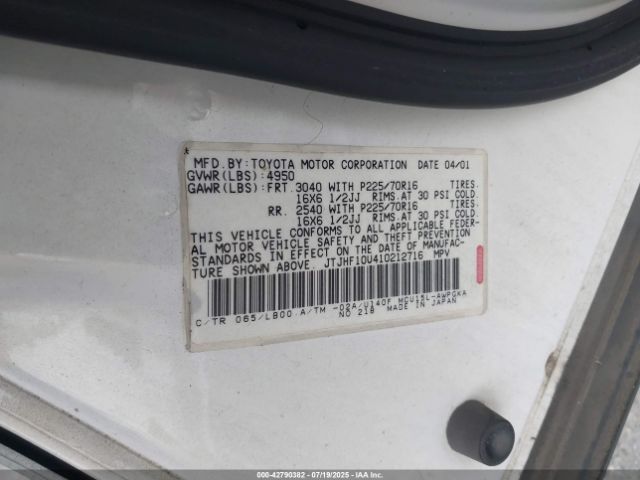 MFD.BY:TOYOTA MOTOR CORPORATION DATE 04/01
GVWR(LBS):4950
GAWR(LBS):FRT.3040 WITH P225/70R16 TIRES.
16X6 1/2JJ RIMS.AT 30 PSI COLD.
RR. 2540 WITH P225/70R16 TIRES.
16X6 1/2JJ RIMS.AT 30 PSI COLD.
THIS VEHICLE CONFORMS TO ALL APPLICABLE FEDER-
AL MOTOR VEHICLE SAFETY AND THEFT PREVENTION
STANDARDS IN EFFECT ON THE DATE OF MANUFAC-
TURE SHOWN ABOVE. JTJHF10U410212716 MPV
C/TR 065/LB00 A/TM -02A/U140F MCU15L-AWPGKA
NO 218 MADE IN JAPAN
000-42790382 - 07/19/2025 - IAAI.COM